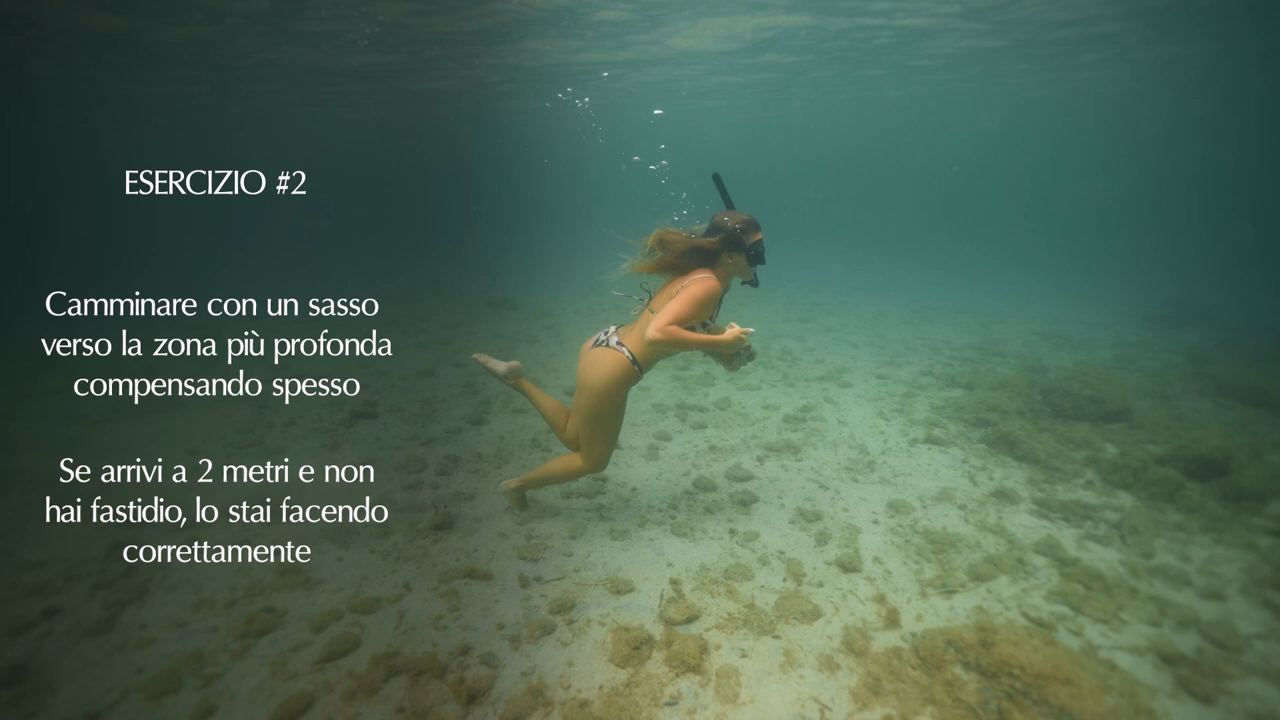 ESERCIZIO #2
Camminare con un sasso
verso la zona più profonda
compensando spesso
Se arrivi a 2 metri e non
hai fastidio, lo stai facendo
correttamente